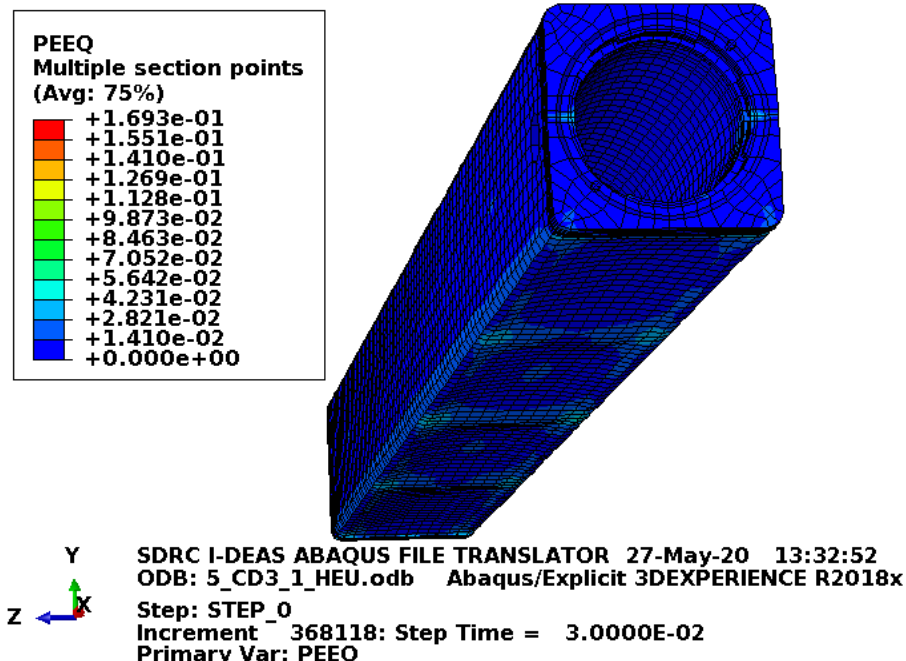 PEEQ
Multiple section points
(Avg: 75%)
+1.693e-01
+1.551e-01
+1.410e-01
+1.269e-01
+1.128e-01
+9.873e-02
+8.463e-02
+7.052e-02
+5.642e-02
+4.231e-02
+2.821e-02
+1.410e-02
+0.000e+00
Y
X
Z
SDRC I-DEAS ABAQUS FILE TRANSLATOR 27-May-20 13:32:52
ODB: 5_CD3_1_HEU.odb Abaqus/Explicit 3DEXPERIENCE R2018x
Step: STEP_0
Increment 368118: Step Time = 3.0000E-02
Primary Var: PEEQ